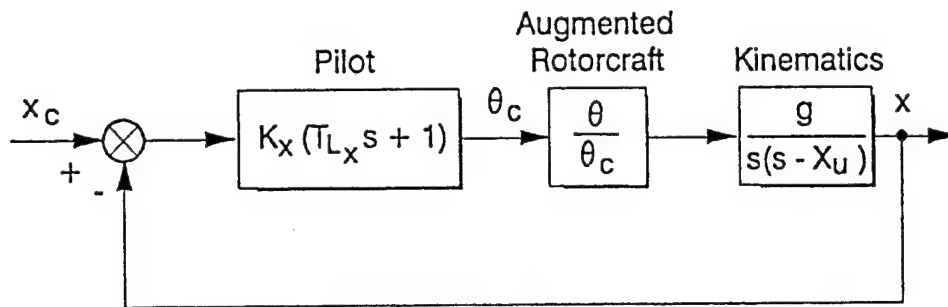 Augmented
Rotorcraft
Pilot
Kinematics
x_c
+
-
K_x (T_{L_x} s + 1)
θ_c
θ
θ_c
g
s(s - X_u)
x